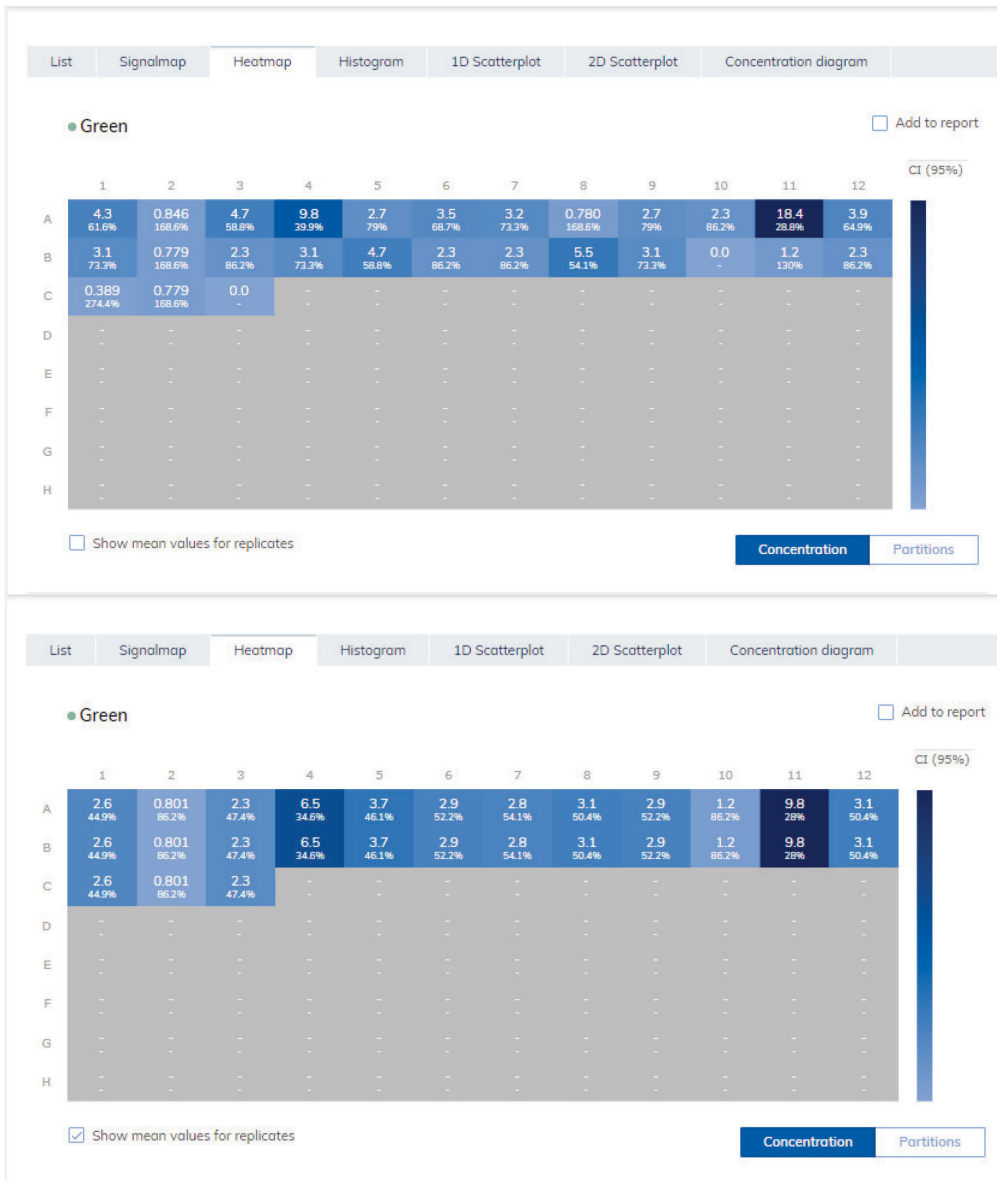 List Signalmap Heatmap Histogram 1D Scatterplot 2D Scatterplot Concentration diagram
Green
Add to report
CI (95%)
1 2 3 4 5 6 7 8 9 10 11 12
A 4.3 0.846 4.7 9.8 2.7 3.5 3.2 0.780 2.7 2.3 18.4 3.9
61.6% 168.6% 58.8% 39.9% 79% 68.7% 73.3% 168.6% 79% 86.2% 28.8% 64.9%
B 3.1 0.779 2.3 3.1 4.7 2.3 2.3 5.5 3.1 0.0 1.2 2.3
73.3% 168.6% 86.2% 73.3% 58.8% 86.2% 86.2% 54.1% 73.3% - 130% 86.2%
C 0.389 0.779 0.0 - - - - - - - - -
274.4% 168.6% - - - - - - - - - -
D - - - - - - - - - - - -
- - - - - - - - - - - -
E - - - - - - - - - - - -
- - - - - - - - - - - -
F - - - - - - - - - - - -
- - - - - - - - - - - -
G - - - - - - - - - - - -
- - - - - - - - - - - -
H - - - - - - - - - - - -
- - - - - - - - - - - -
Show mean values for replicates
Concentration Partitions
List Signalmap Heatmap Histogram 1D Scatterplot 2D Scatterplot Concentration diagram
Green
Add to report
CI (95%)
1 2 3 4 5 6 7 8 9 10 11 12
A 2.6 0.801 2.3 6.5 3.7 2.9 2.8 3.1 2.9 1.2 9.8 3.1
44.9% 86.2% 47.4% 34.6% 46.1% 52.2% 54.1% 50.4% 52.2% 86.2% 28% 50.4%
B 2.6 0.801 2.3 6.5 3.7 2.9 2.8 3.1 2.9 1.2 9.8 3.1
44.9% 86.2% 47.4% 34.6% 46.1% 52.2% 54.1% 50.4% 52.2% 86.2% 28% 50.4%
C 2.6 0.801 2.3 - - - - - - - - -
44.9% 86.2% 47.4% - - - - - - - - -
D - - - - - - - - - - - -
- - - - - - - - - - - -
E - - - - - - - - - - - -
- - - - - - - - - - - -
F - - - - - - - - - - - -
- - - - - - - - - - - -
G - - - - - - - - - - - -
- - - - - - - - - - - -
H - - - - - - - - - - - -
- - - - - - - - - - - -
Show mean values for replicates
Concentration Partitions